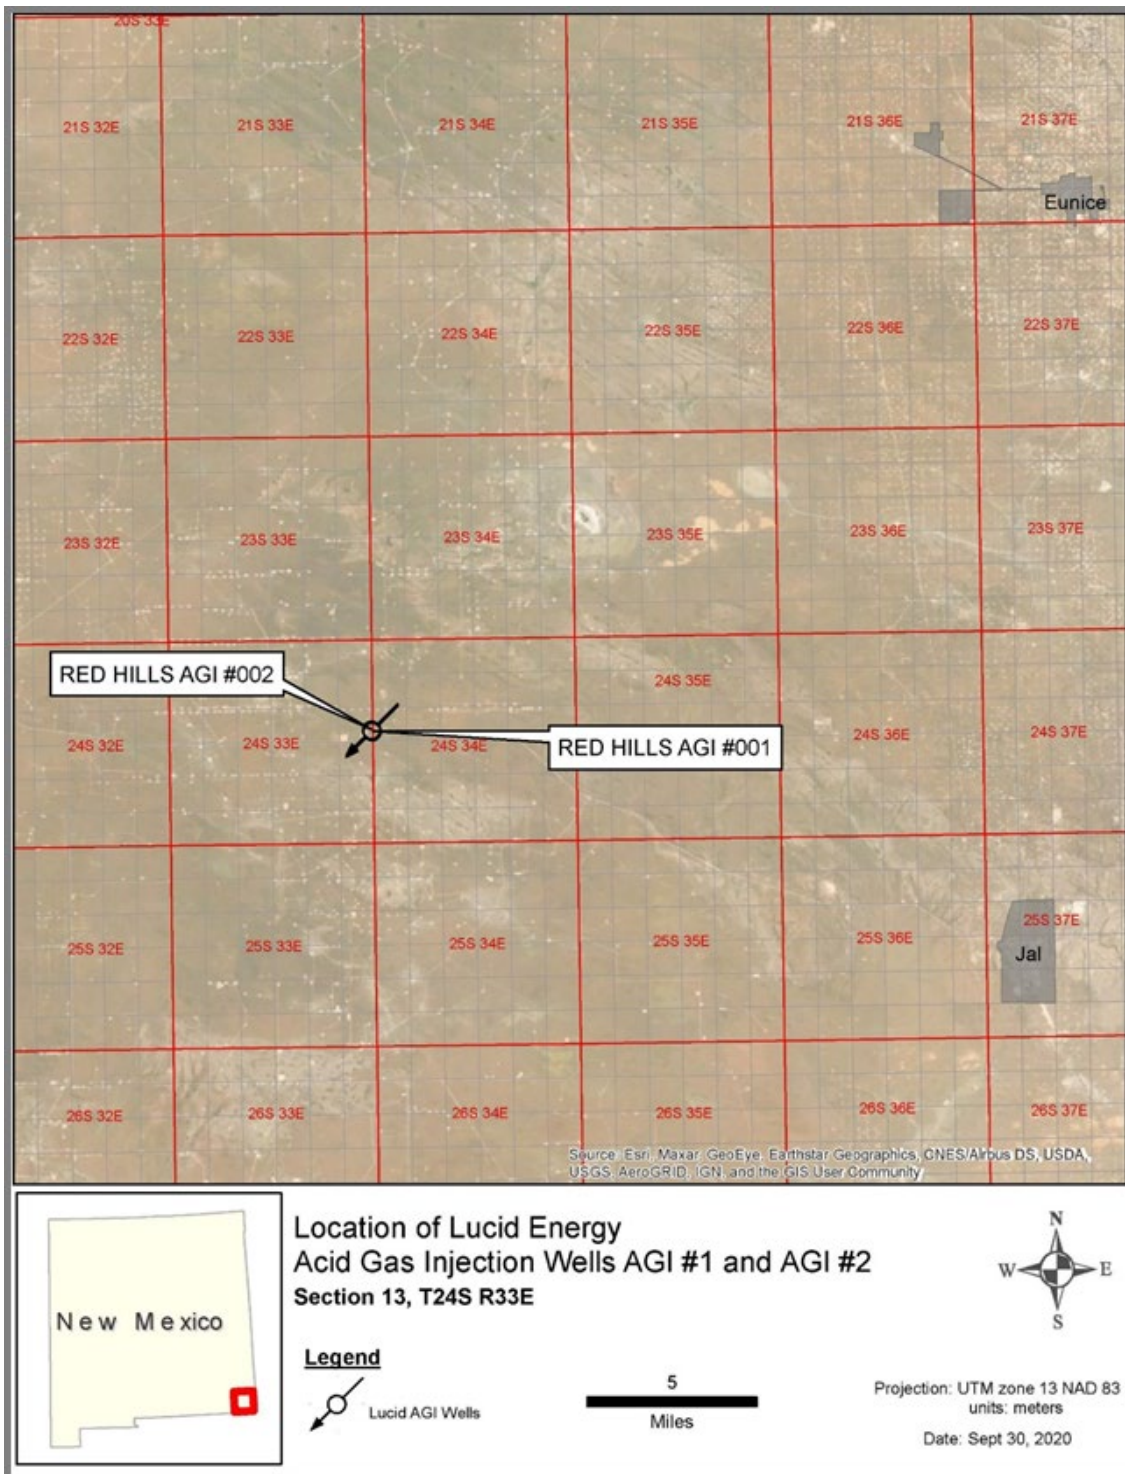 20S 33E
21S 32E
21S 33E
21S 34E
21S 35E
21S 36E
21S 37E
Eunice
22S 32E
22S 33E
22S 34E
22S 35E
22S 36E
22S 37E
23S 32E
23S 33E
23S 34E
23S 35E
23S 36E
23S 37E
RED HILLS AGI #002
24S 35E
24S 32E
24S 33E
24S 34E
RED HILLS AGI #001
24S 36E
24S 37E
25S 32E
25S 33E
25S 34E
25S 35E
25S 36E
25S 37E
Jal
26S 32E
26S 33E
26S 34E
26S 35E
26S 36E
26S 37E
Source: Esri, Maxar, GeoEye, Earthstar Geographics, CNES/Airbus DS, USDA,
USGS, AeroGRID, IGN, and the GIS User Community
New Mexico
Location of Lucid Energy
Acid Gas Injection Wells AGI #1 and AGI #2
Section 13, T24S R33E
Legend
Lucid AGI Wells
5
Miles
N
W
E
S
Projection: UTM zone 13 NAD 83
units: meters
Date: Sept 30, 2020